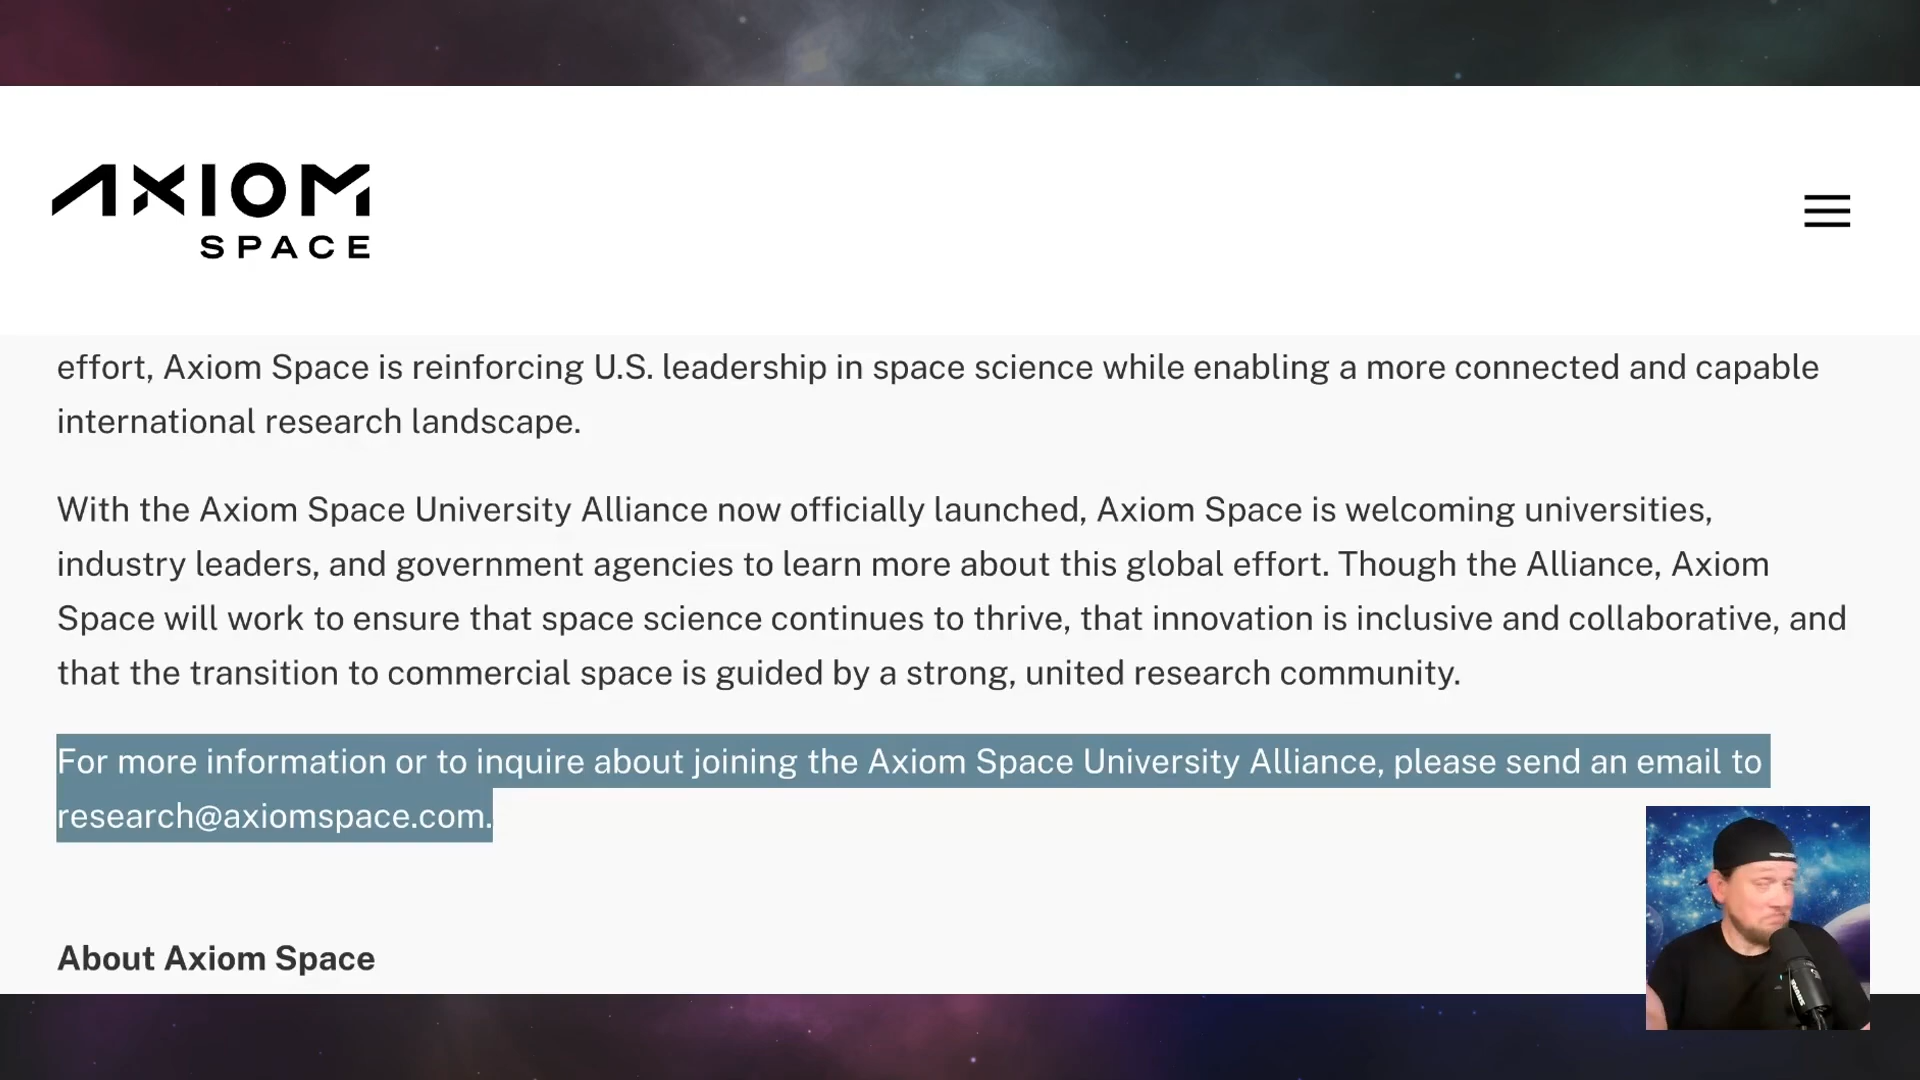 AXIOM
SPACE
effort, Axiom Space is reinforcing U.S. leadership in space science while enabling a more connected and capable
international research landscape.
With the Axiom Space University Alliance now officially launched, Axiom Space is welcoming universities,
industry leaders, and government agencies to learn more about this global effort. Though the Alliance, Axiom
Space will work to ensure that space science continues to thrive, that innovation is inclusive and collaborative, and
that the transition to commercial space is guided by a strong, united research community.
For more information or to inquire about joining the Axiom Space University Alliance, please send an email to
research@axiomspace.com.
About Axiom Space